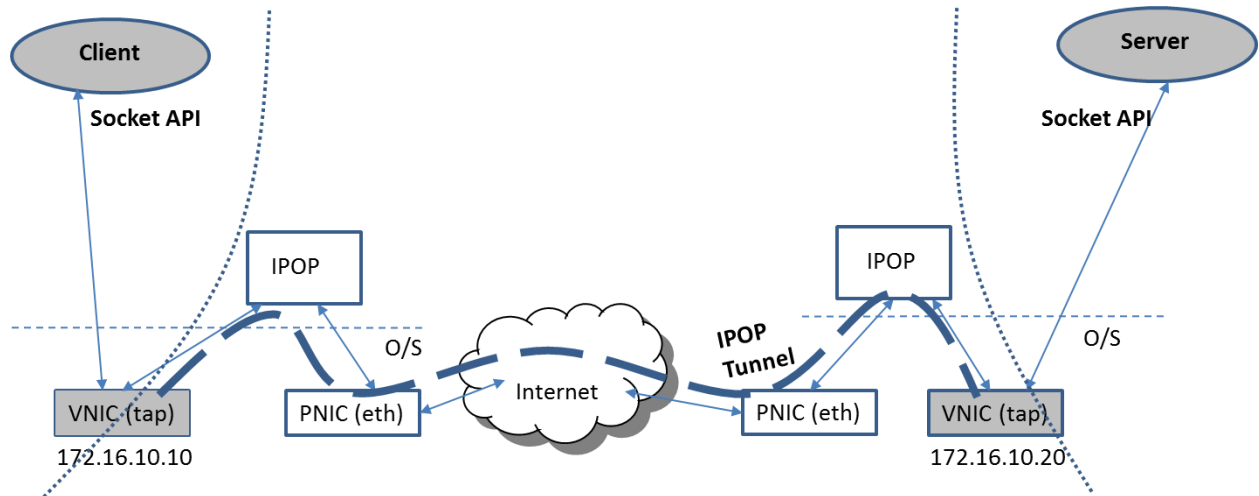 Client
Server
Socket API
Socket API
IPOP
IPOP
O/S
IPOP
Tunnel
O/S
VNIC (tap)
PNIC (eth)
Internet
PNIC (eth)
VNIC (tap)
172.16.10.10
172.16.10.20